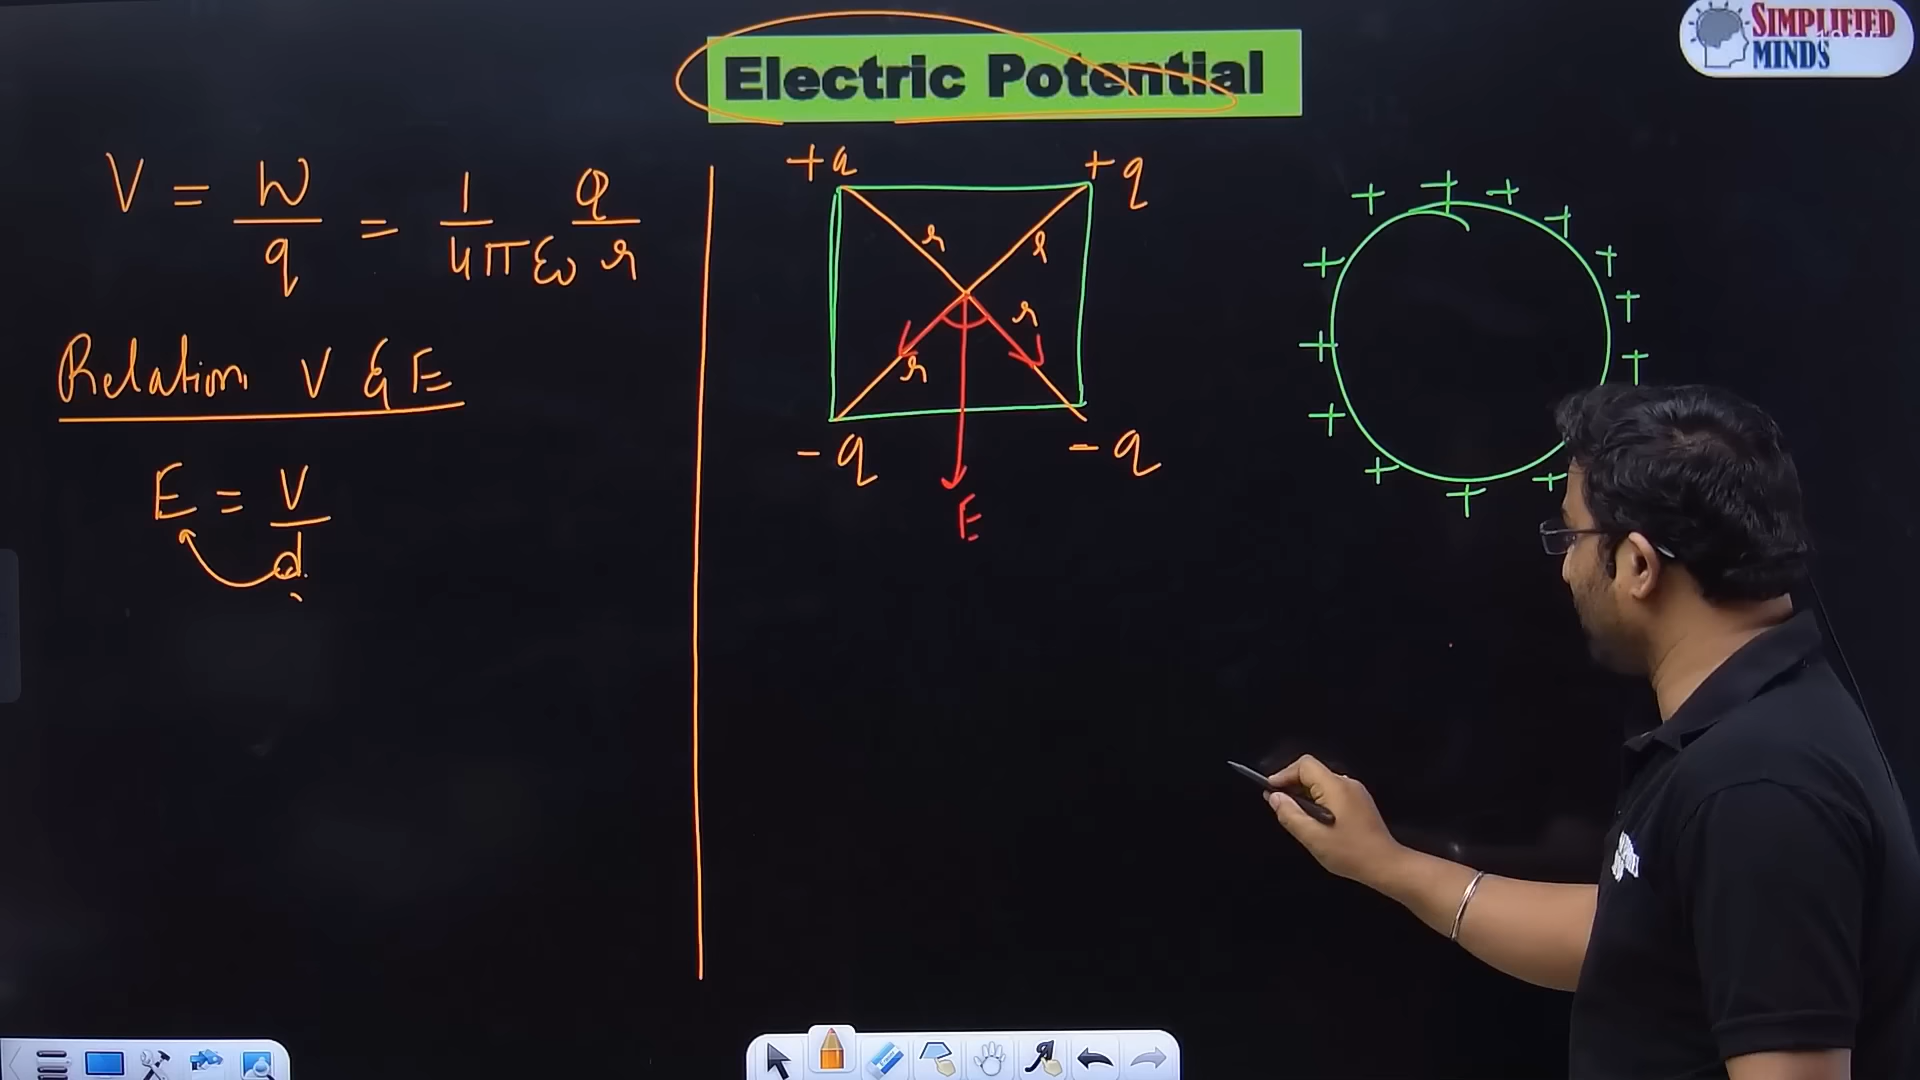 Electric Potential
SIMPLIFIED
MINDS
V = W/q = 1/4πε₀ Q/r
Relation V & E
E = V/d
+q +q
r r
r r
-q -q
E
+ + + + + + + + + + + + + +